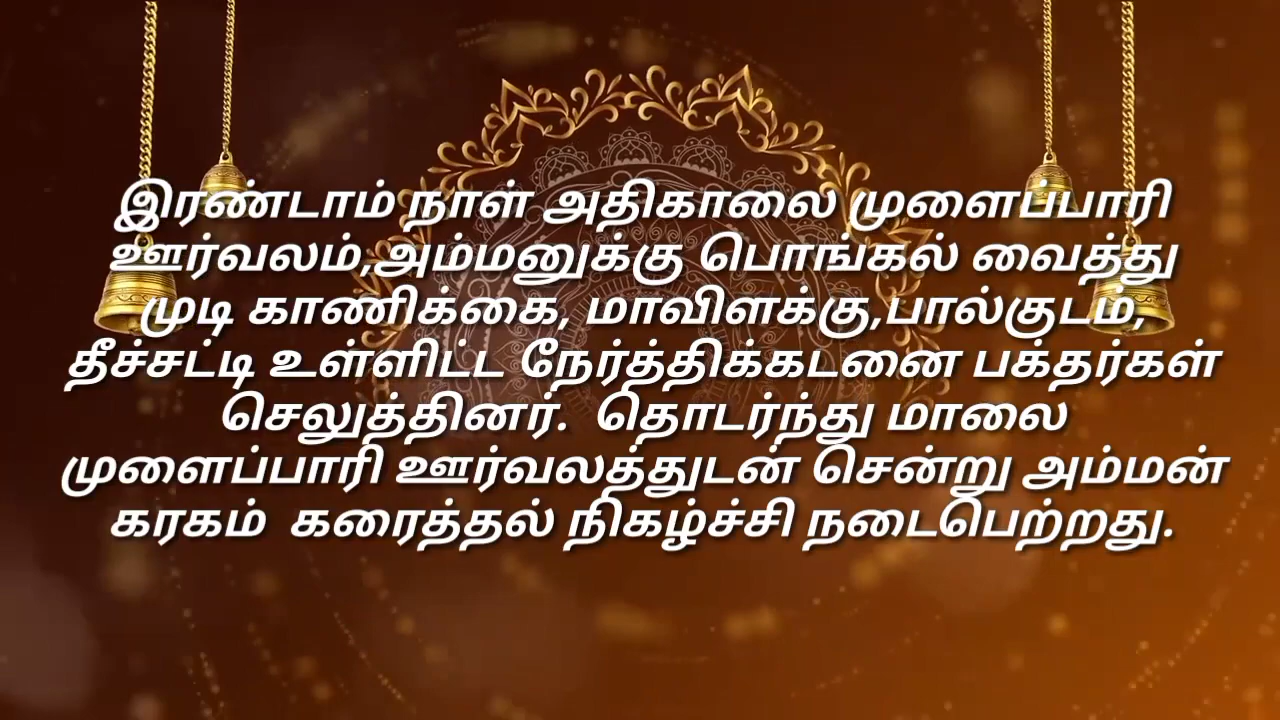 இரண்டாம் நாள் அதிகாலை முளைப்பாரி
ஊர்வலம்,அம்மனுக்கு பொங்கல் வைத்து
முடி காணிக்கை, மாவிளக்கு,பால்குடம்,
தீச்சட்டி உள்ளிட்ட நேர்த்திக்கடனை பக்தர்கள்
செலுத்தினர். தொடர்ந்து மாலை
முளைப்பாரி ஊர்வலத்துடன் சென்று அம்மன்
கரகம் கரைத்தல் நிகழ்ச்சி நடைபெற்றது.